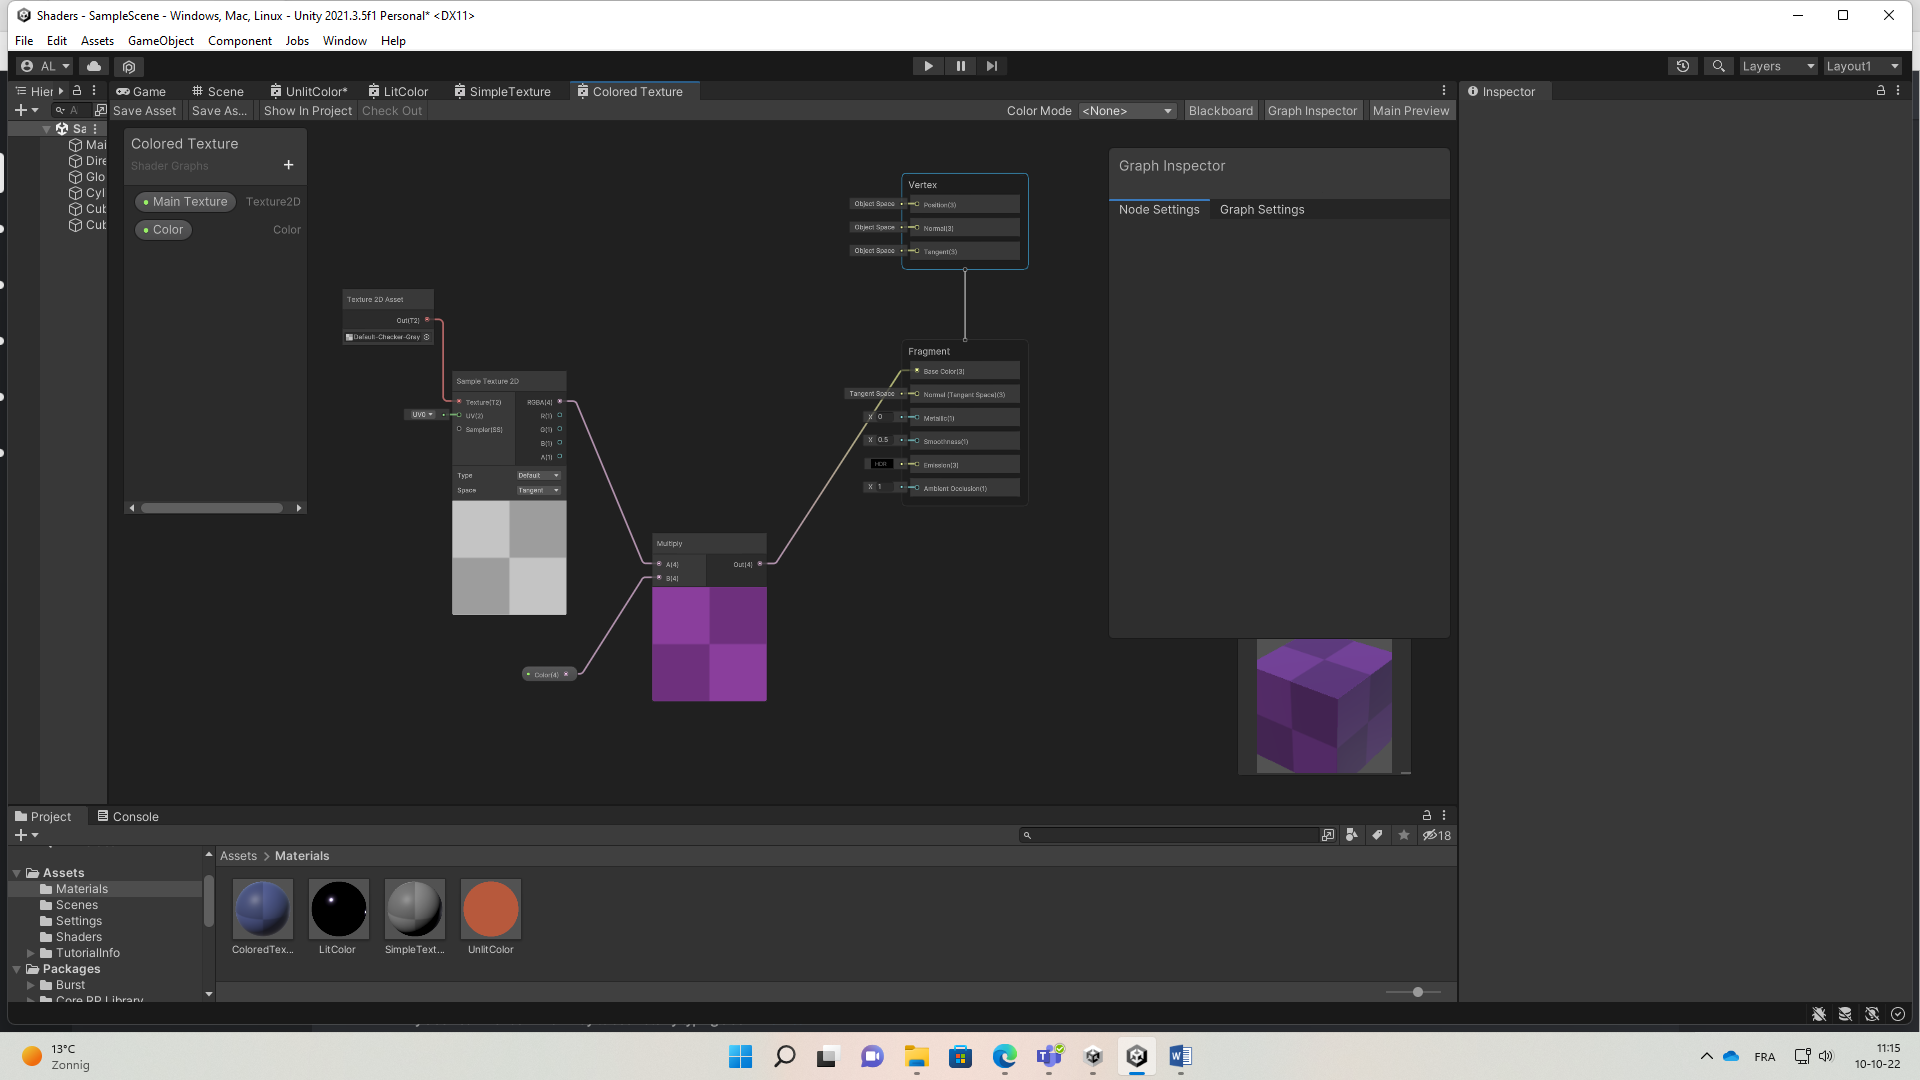 Shaders - SampleScene - Windows, Mac, Linux - Unity 2021.3.5f1 Personal* <DX11>
File Edit Assets GameObject Component Jobs Window Help
AL Layers Layout1
Hier Game Scene UnlitColor* LitColor SimpleTexture Colored Texture Inspector
Save Asset Save As... Show In Project Check Out Color Mode <None> Blackboard Graph Inspector Main Preview
Sa
Mai
Dire
Glo
Cyl
Cub
Cub
Colored Texture
Shader Graphs
Main Texture Texture2D
Color Color
Texture 2D Asset
Out(T2)
Default-Checker-Gray
Sample Texture 2D
Texture(T2) RGBA(4)
UV0 UV(2) R(1)
Sampler(SS) G(1)
B(1)
A(1)
Type Default
Space Tangent
Color(4)
Multiply
A(4) Out(4)
B(4)
Vertex
Object Space Position(3)
Object Space Normal(3)
Object Space Tangent(3)
Fragment
Base Color(3)
Tangent Space Normal (Tangent Space)(3)
X 0 Metallic(1)
X 0.5 Smoothness(1)
HDR Emission(3)
X 1 Ambient Occlusion(1)
Graph Inspector
Node Settings Graph Settings
Project Console
18
Assets
Materials
Scenes
Settings
Shaders
TutorialInfo
Packages
Burst
Core RP Library
Assets > Materials
ColoredTex... LitColor SimpleText... UnlitColor
13°C
Zonnig
FRA
11:15
10-10-22